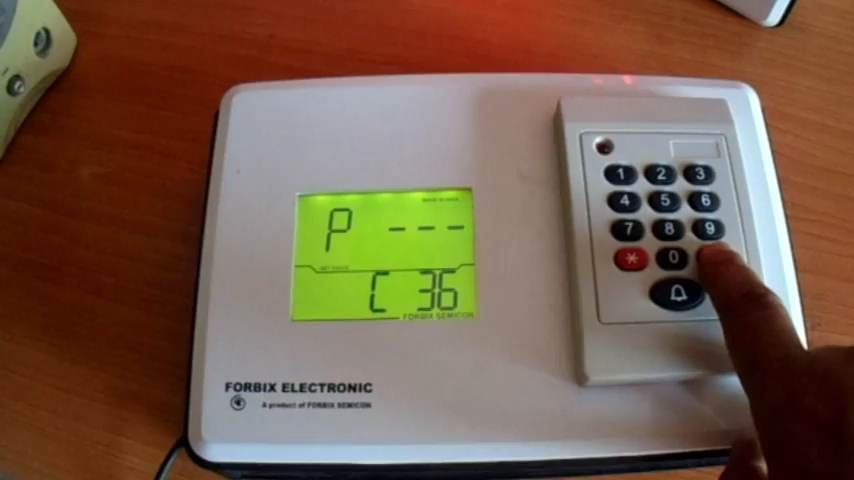 P ---
C 36
FORBIX SEMICON
FORBIX ELECTRONIC
A product of FORBIX SEMICON
1 2 3
4 5 6
7 8 9
* 0